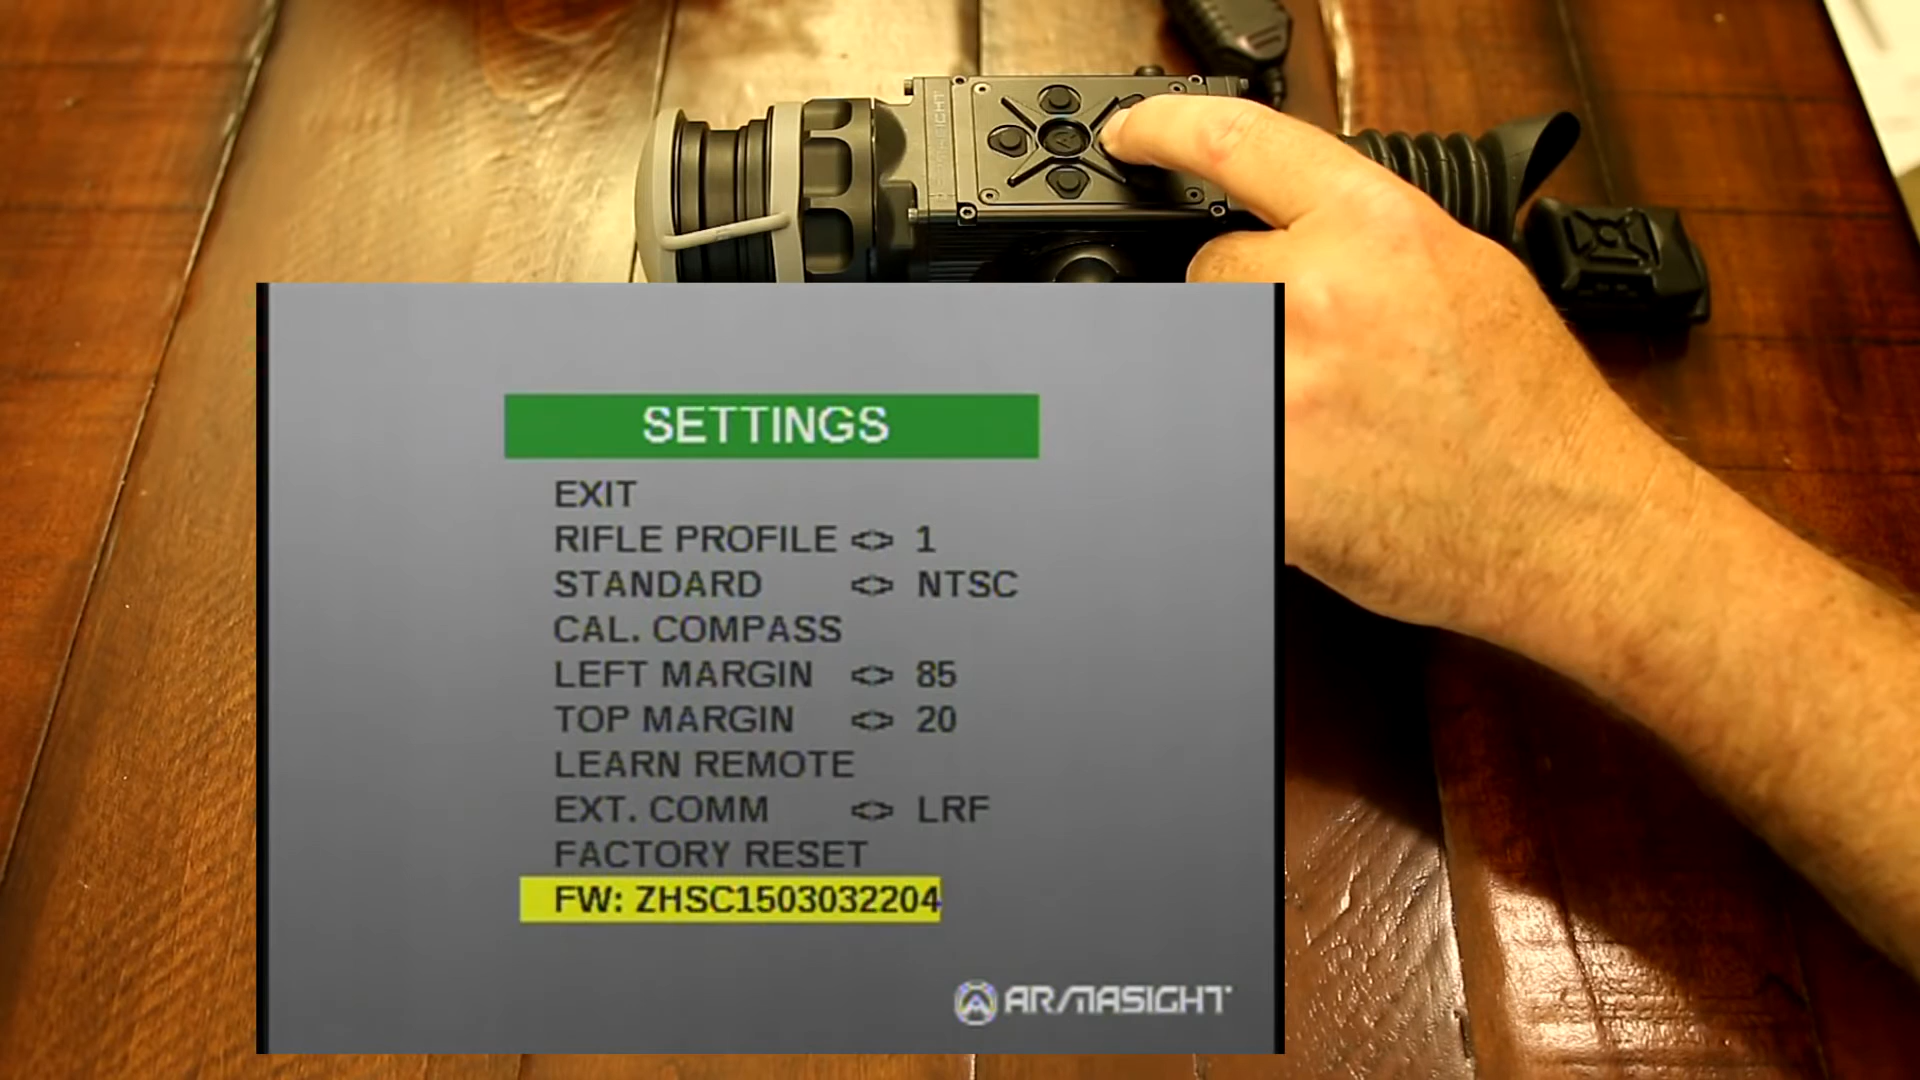 SETTINGS
EXIT
RIFLE PROFILE <> 1
STANDARD <> NTSC
CAL. COMPASS
LEFT MARGIN <> 85
TOP MARGIN <> 20
LEARN REMOTE
EXT. COMM <> LRF
FACTORY RESET
FW: ZHSC1503032204
ARMASIGHT